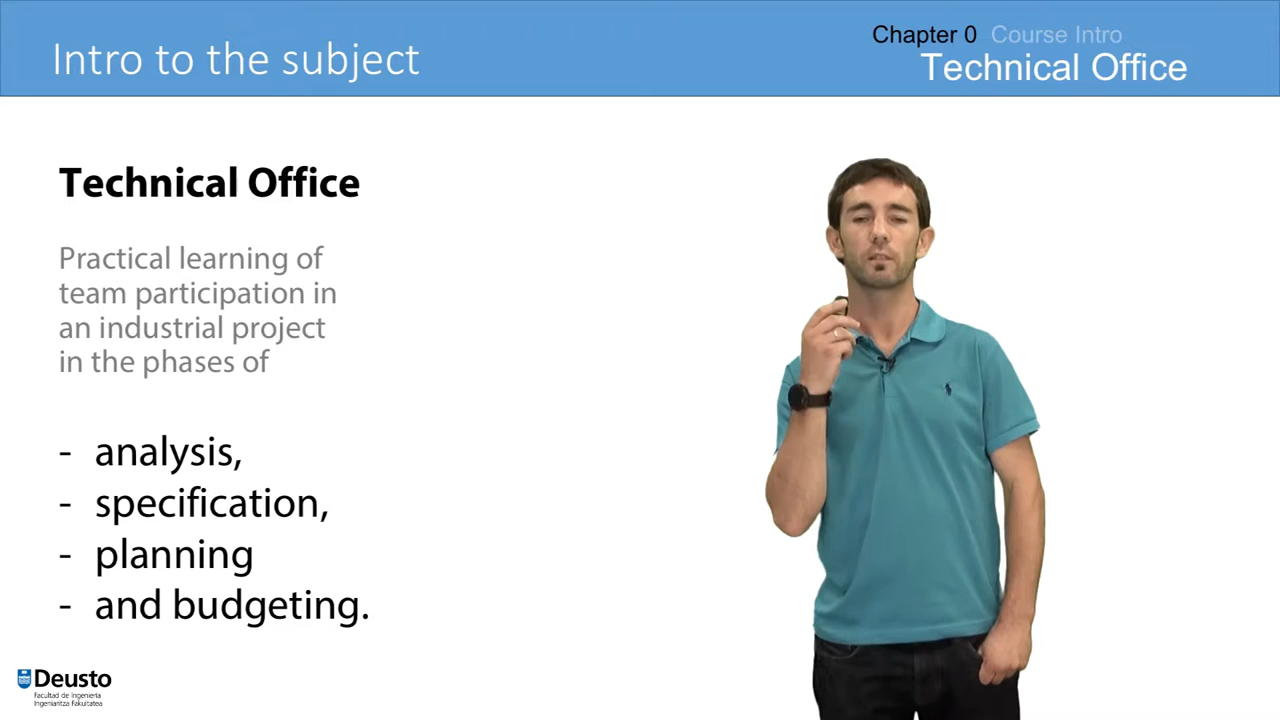 Intro to the subject
Chapter 0 Course Intro
Technical Office
Technical Office
Practical learning of
team participation in
an industrial project
in the phases of
- analysis,
- specification,
- planning
- and budgeting.
Deusto
Facultad de Ingeniería
Ingeniaritza Fakultatea